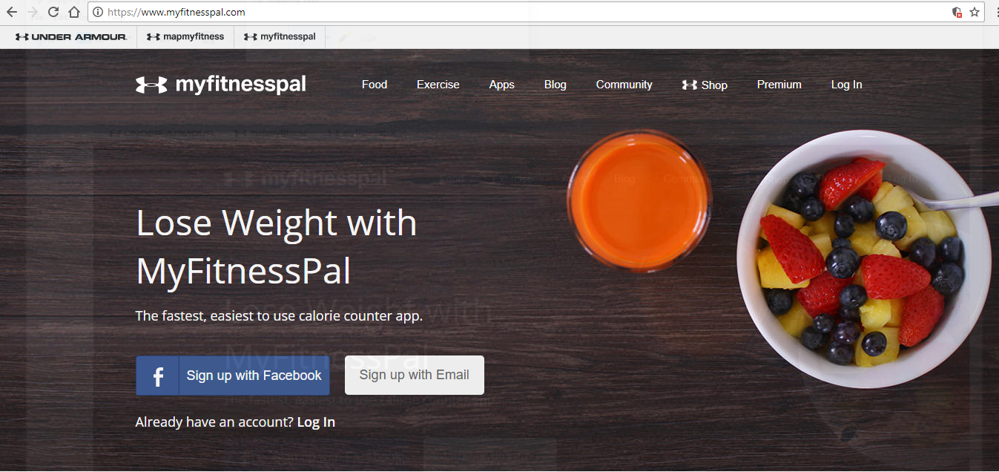 https://www.myfitnesspal.com
UNDER ARMOUR. mapmyfitness myfitnesspal
myfitnesspal Food Exercise Apps Blog Community Shop Premium Log In
Lose Weight with
MyFitnessPal
The fastest, easiest to use calorie counter app.
f Sign up with Facebook Sign up with Email
Already have an account? Log In